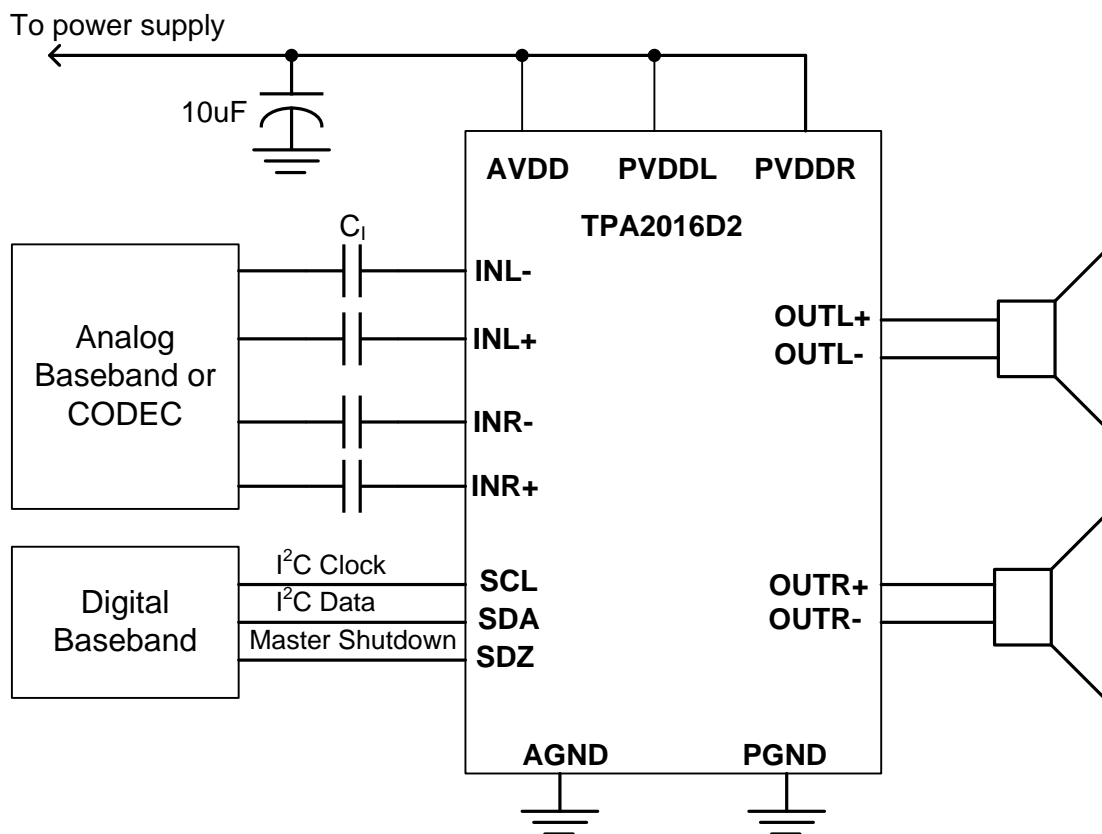 To power supply
10uF
AVDD PVDDL PVDDR
TPA2016D2
C_I
INL-
INL+
INR-
INR+
Analog
Baseband or
CODEC
OUTL+
OUTL-
I²C Clock
SCL
I²C Data
SDA
Master Shutdown
SDZ
Digital
Baseband
OUTR+
OUTR-
AGND PGND